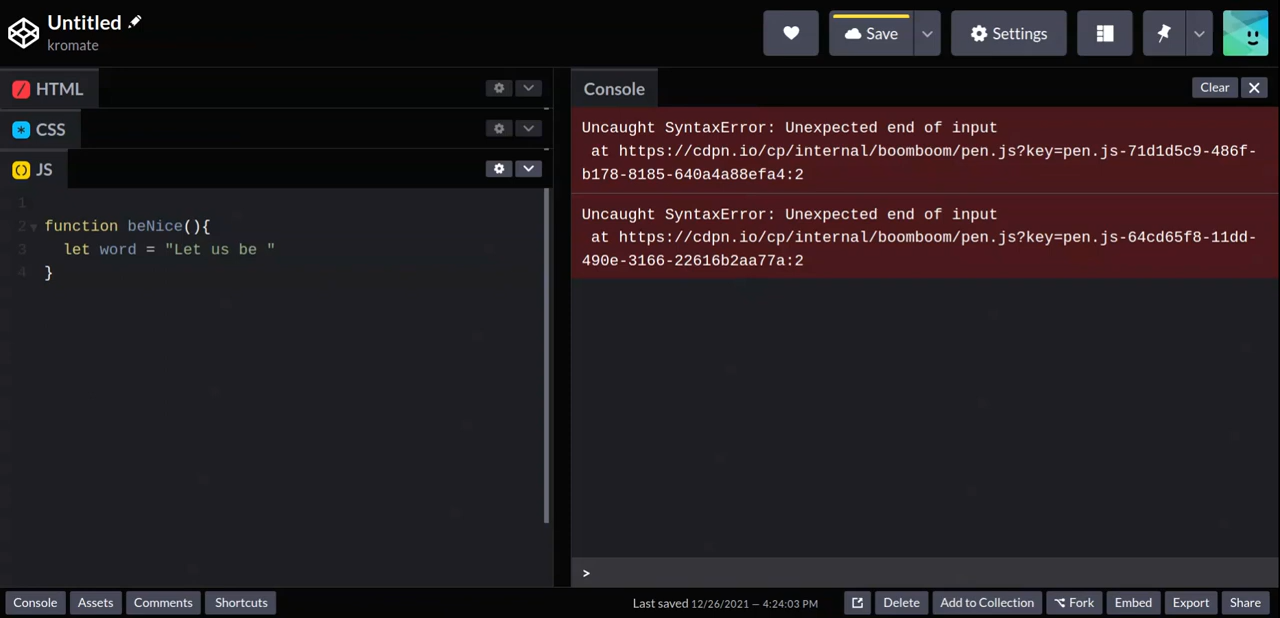 Untitled
kromate
Save
Settings
HTML
CSS
JS
1
2 function beNice(){
3 let word = "Let us be "
4 }
Console
Clear
Uncaught SyntaxError: Unexpected end of input
at https://cdpn.io/cp/internal/boomboom/pen.js?key=pen.js-71d1d5c9-486f-
b178-8185-640a4a88efa4:2
Uncaught SyntaxError: Unexpected end of input
at https://cdpn.io/cp/internal/boomboom/pen.js?key=pen.js-64cd65f8-11dd-
490e-3166-22616b2aa77a:2
>
Console Assets Comments Shortcuts Last saved 12/26/2021 — 4:24:03 PM Delete Add to Collection Fork Embed Export Share